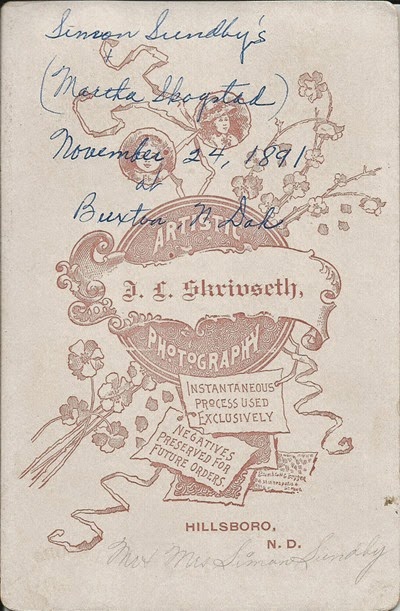 Simon Sundby's
+
(Martha Skogstad)
November 24, 1891
at
Buxton N Dak
ARTISTIC
J. L. Skrivseth,
PHOTOGRAPHY
INSTANTANEOUS
PROCESS USED
EXCLUSIVELY
NEGATIVES
PRESERVED FOR
FUTURE ORDERS.
HILLSBORO,
N. D.
Mr & Mrs Simon Sundby